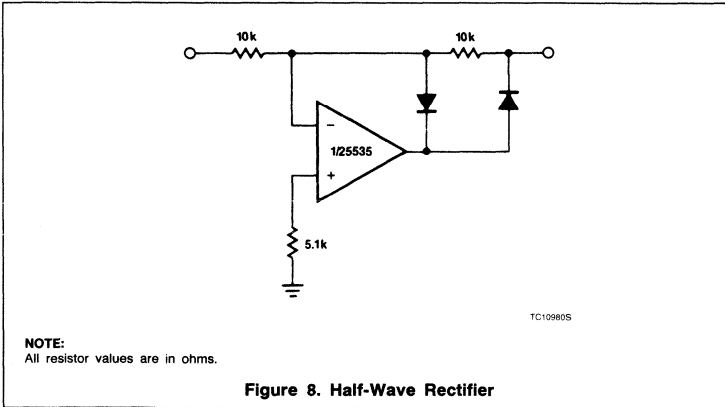 10k
10k
−
1/25535
+
5.1k
TC10980S
NOTE:
All resistor values are in ohms.
Figure 8. Half-Wave Rectifier